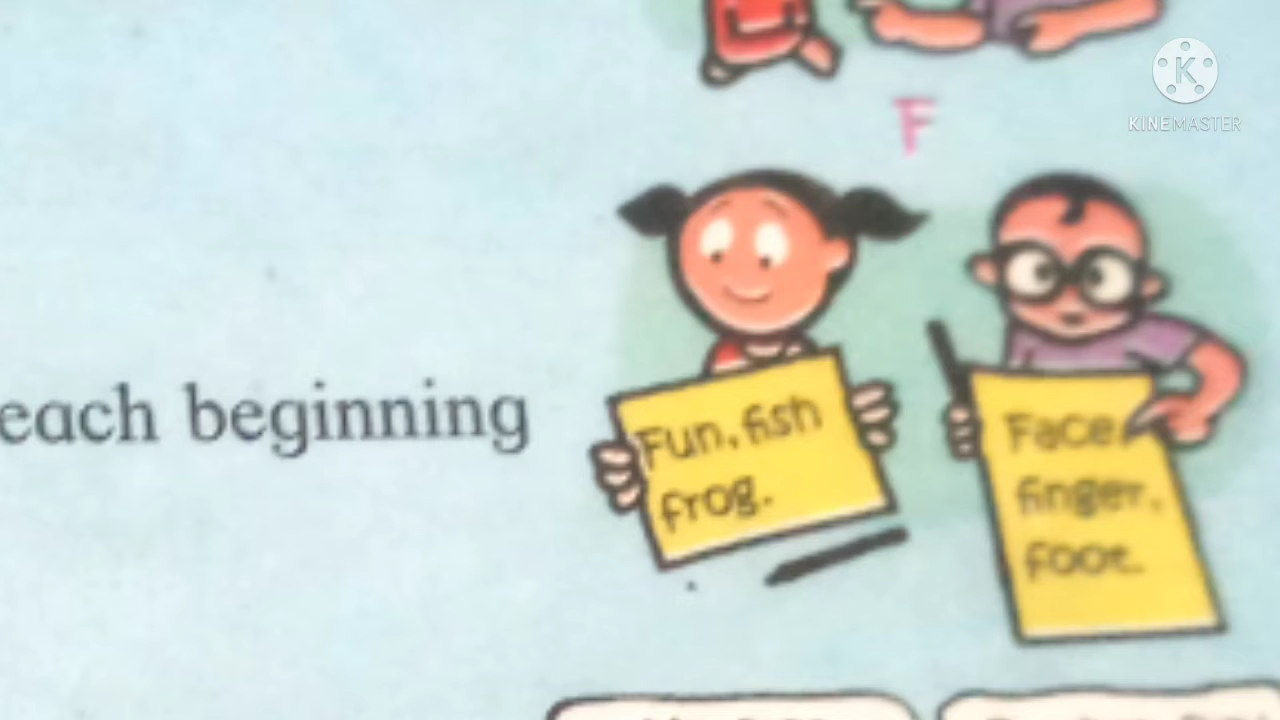 F
KINEMASTER
each beginning
Fun, fish
frog.
Face,
finger,
foot.